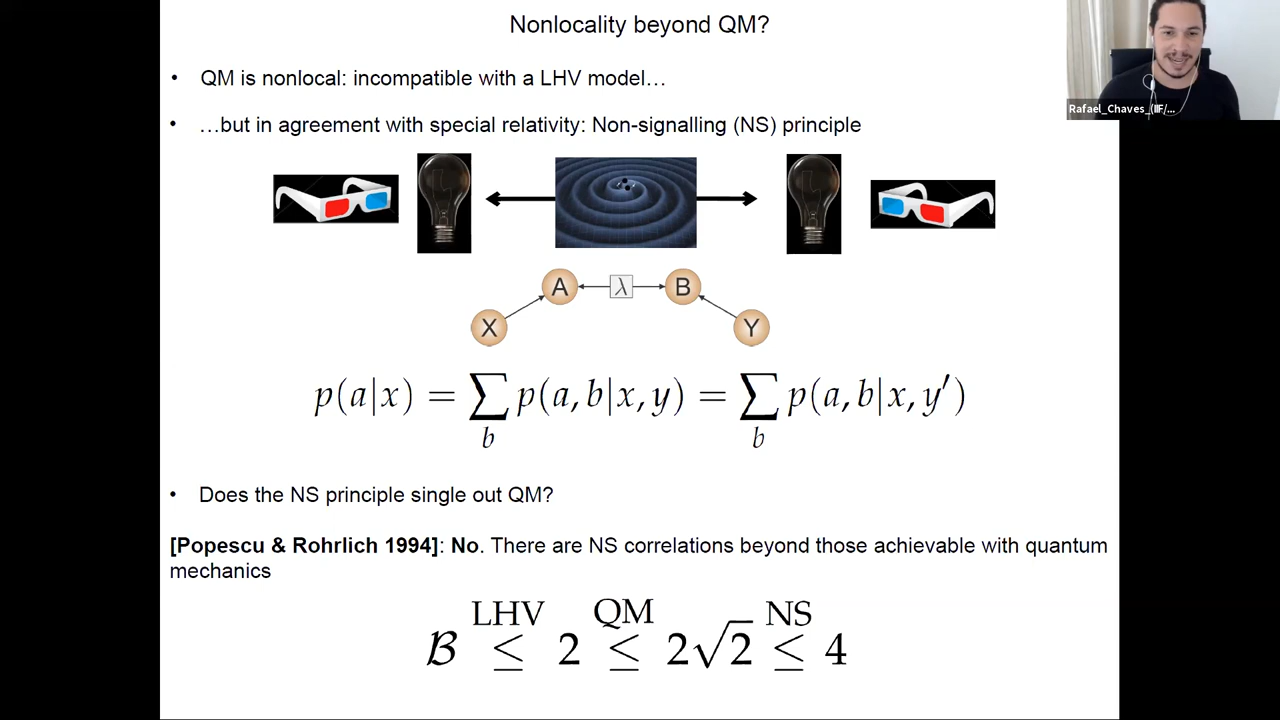 Nonlocality beyond QM?
Rafael_Chaves_(IIF/...
• QM is nonlocal: incompatible with a LHV model…
• …but in agreement with special relativity: Non-signalling (NS) principle
A λ B
X Y
p(a|x) = ∑_b p(a, b|x, y) = ∑_b p(a, b|x, y′)
• Does the NS principle single out QM?
[Popescu & Rohrlich 1994]: No. There are NS correlations beyond those achievable with quantum
mechanics
LHV QM NS
ℬ ≤ 2 ≤ 2√2 ≤ 4